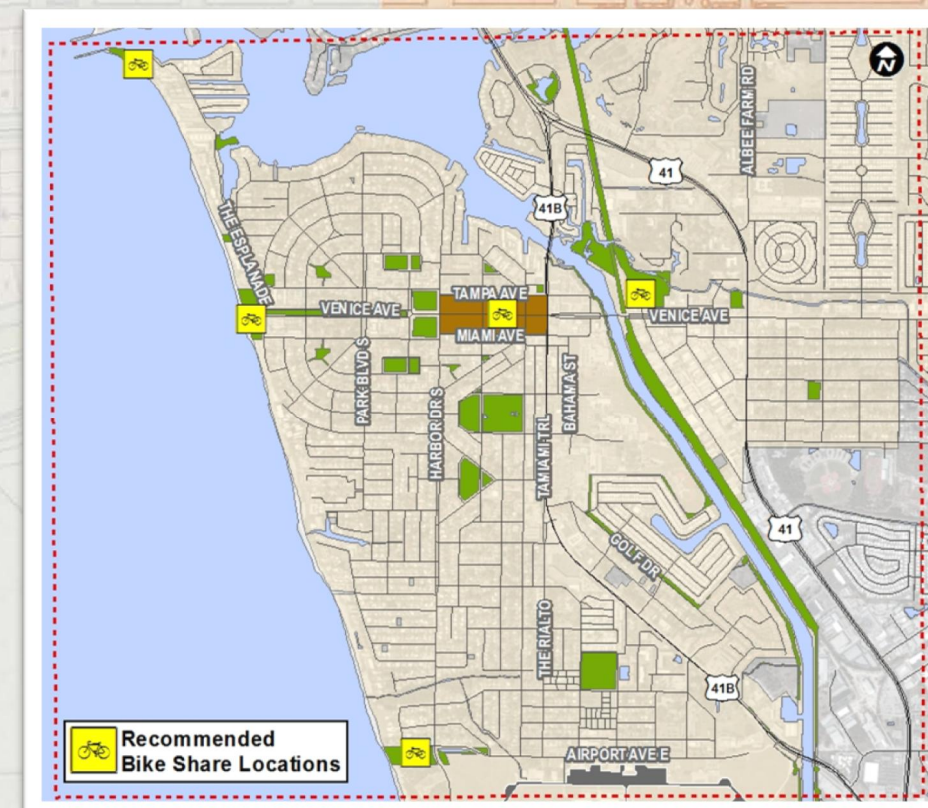 N
ALBEE FARM RD
41
41B
THE ESPLANADE
TAMPA AVE
VENICE AVE
VENICE AVE
MIAMI AVE
PARK BLVD S
HARBOR DR S
BAHAMA ST
TAMIAMI TRL
41
GOLF DR
THE RIALTO
41B
AIRPORT AVE E
Recommended
Bike Share Locations